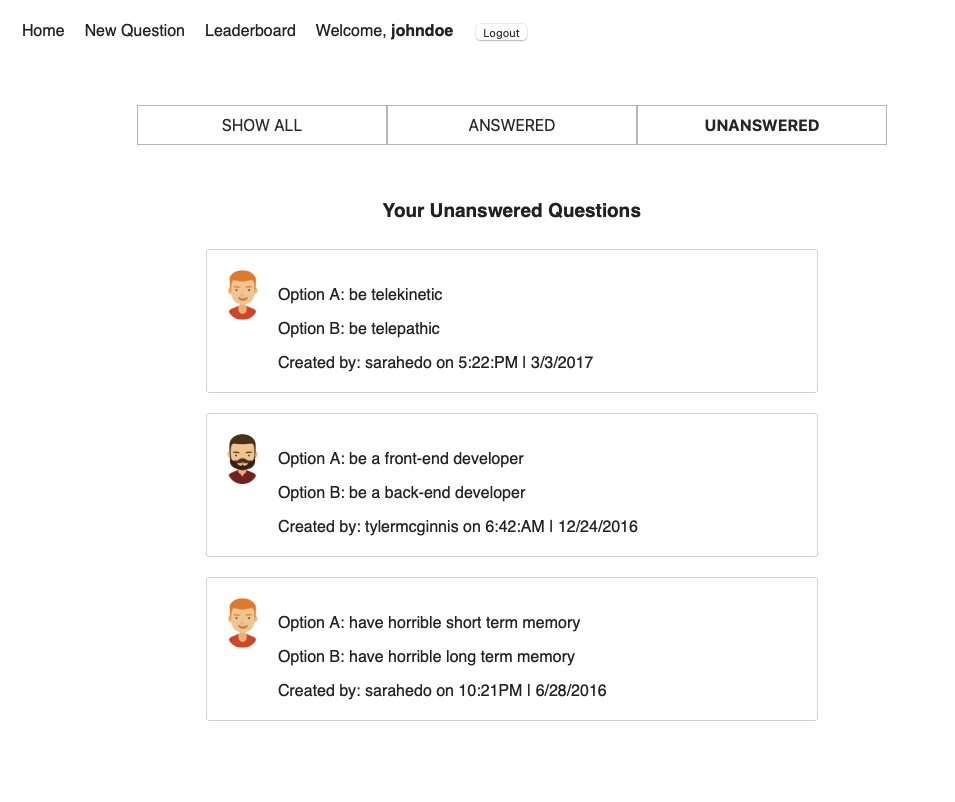 Home New Question Leaderboard Welcome, johndoe Logout
SHOW ALL ANSWERED UNANSWERED
Your Unanswered Questions
Option A: be telekinetic
Option B: be telepathic
Created by: sarahedo on 5:22:PM | 3/3/2017
Option A: be a front-end developer
Option B: be a back-end developer
Created by: tylermcginnis on 6:42:AM | 12/24/2016
Option A: have horrible short term memory
Option B: have horrible long term memory
Created by: sarahedo on 10:21PM | 6/28/2016